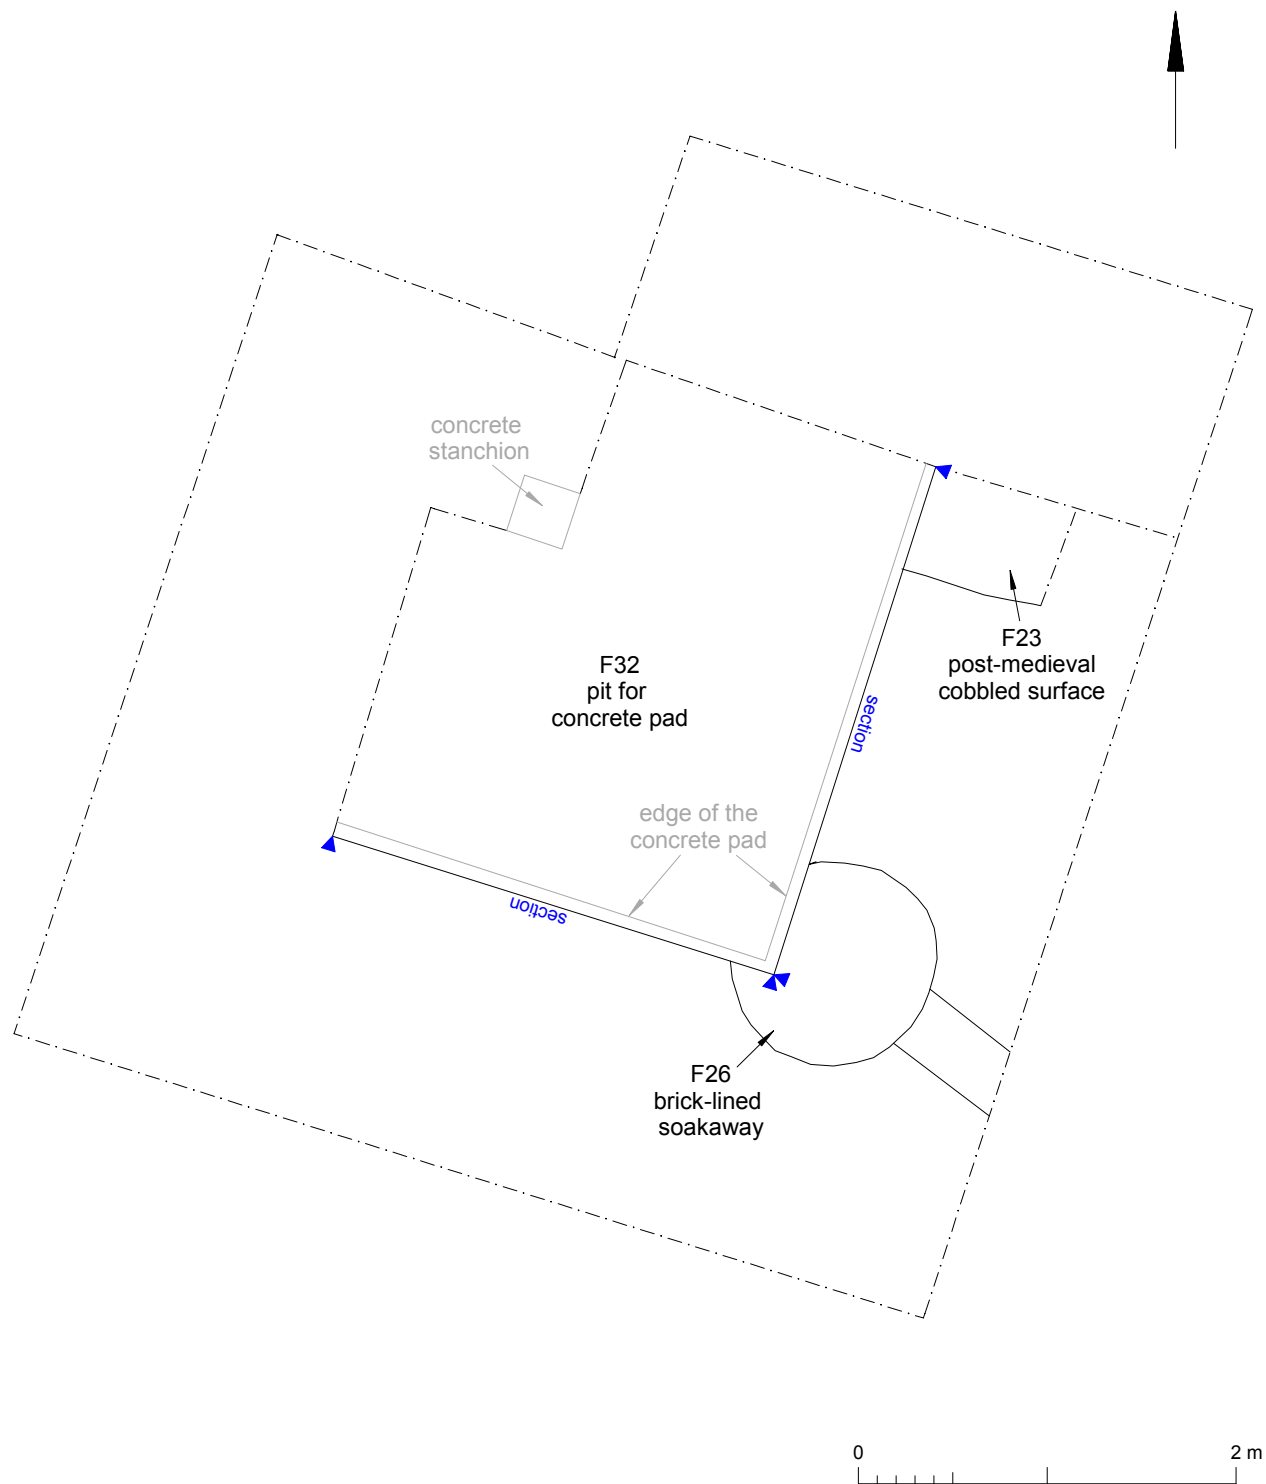 concrete
stanchion
F23
post-medieval
cobbled surface
F32
pit for
concrete pad
section
edge of the
concrete pad
section
F26
brick-lined
soakaway
0
2 m